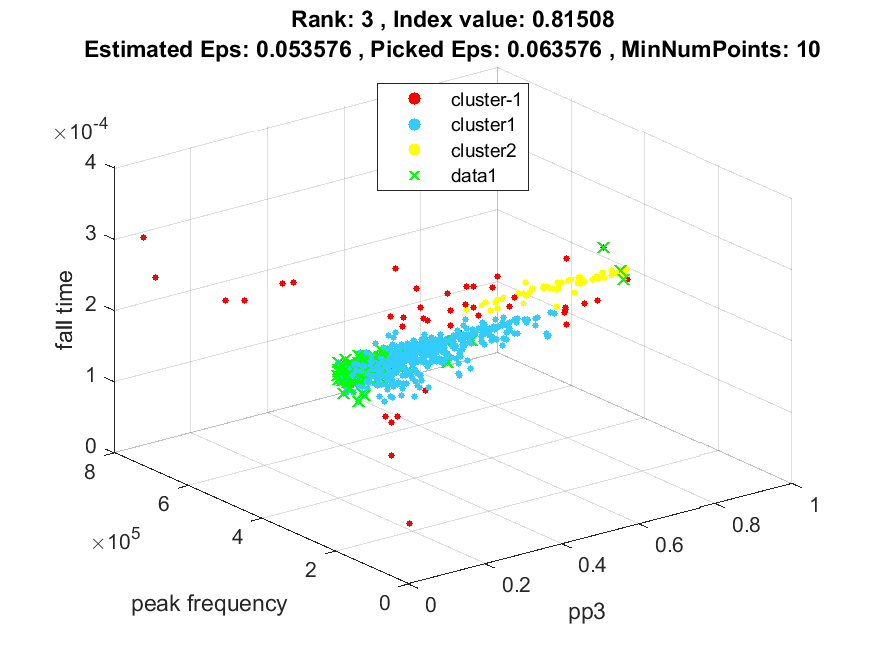 Rank: 3 , Index value: 0.81508
Estimated Eps: 0.053576 , Picked Eps: 0.063576 , MinNumPoints: 10
cluster-1
cluster1
cluster2
data1
×10-4
4
3
2
1
0
fall time
8
6
4
2
0
×105
peak frequency
0
0.2
0.4
0.6
0.8
1
pp3